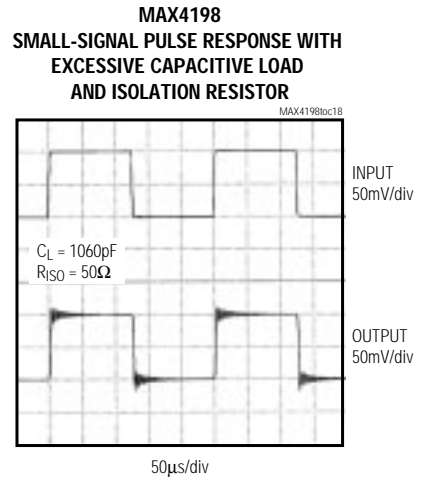 MAX4198
SMALL-SIGNAL PULSE RESPONSE WITH
EXCESSIVE CAPACITIVE LOAD
AND ISOLATION RESISTOR
MAX4198toc18
INPUT
50mV/div
CL = 1060pF
RISO = 50Ω
OUTPUT
50mV/div
50μs/div